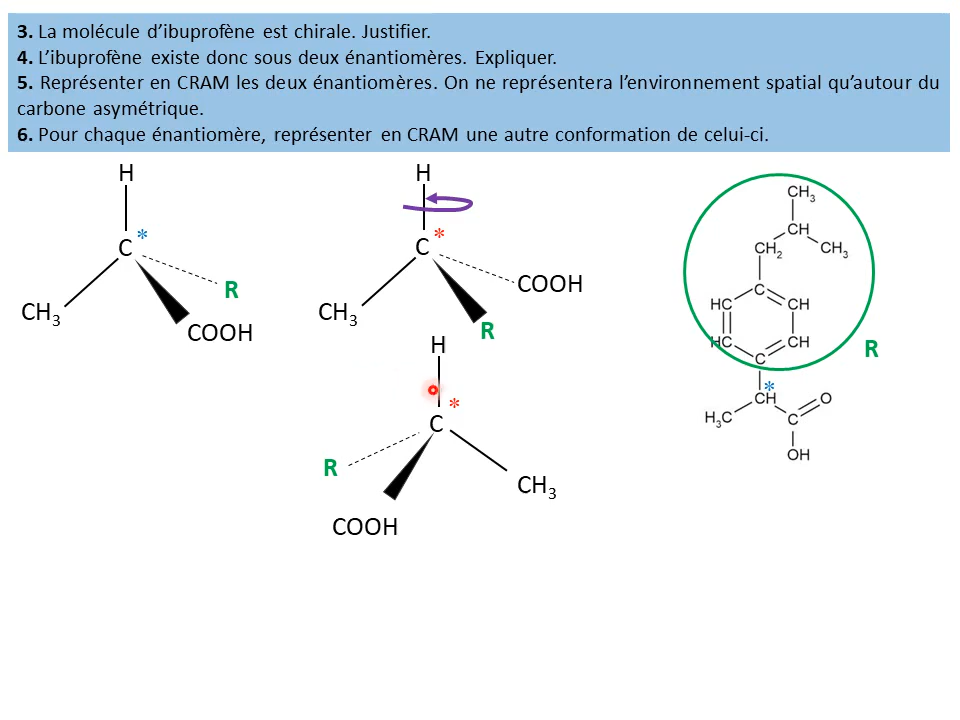 3. La molécule d’ibuprofène est chirale. Justifier.
4. L’ibuprofène existe donc sous deux énantiomères. Expliquer.
5. Représenter en CRAM les deux énantiomères. On ne représentera l’environnement spatial qu’autour du
carbone asymétrique.
6. Pour chaque énantiomère, représenter en CRAM une autre conformation de celui-ci.
H
C *
R
CH3
COOH
H
C *
COOH
CH3
R
H
*
C
R
CH3
COOH
CH3
CH
CH2
CH3
C
HC
CH
HC
CH
R
C
*
CH
O
H3C
C
OH